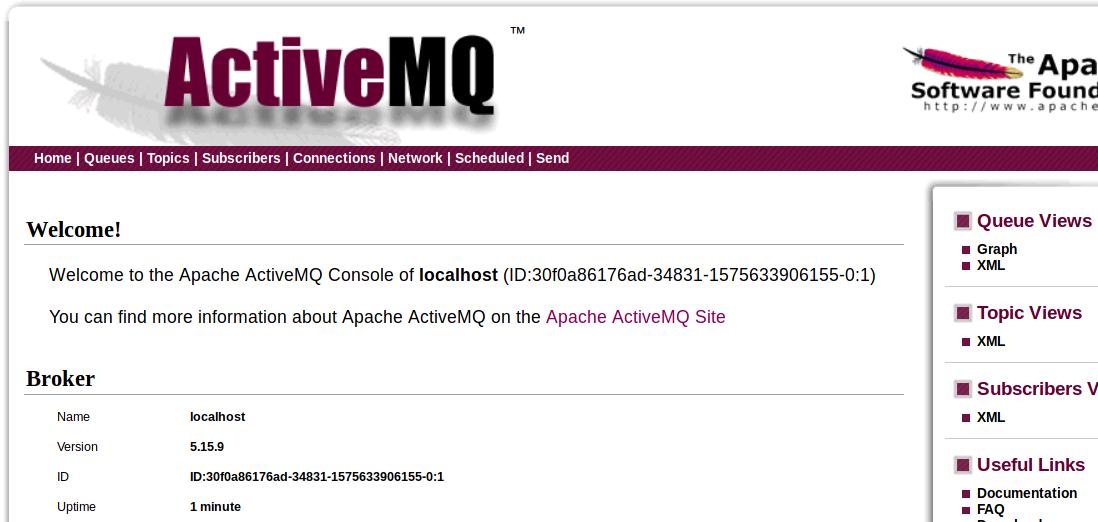 ActiveMQ ™
The Apa
Software Found
http://www.apache
Home | Queues | Topics | Subscribers | Connections | Network | Scheduled | Send
Welcome!
Welcome to the Apache ActiveMQ Console of localhost (ID:30f0a86176ad-34831-1575633906155-0:1)
You can find more information about Apache ActiveMQ on the Apache ActiveMQ Site
Broker
Name localhost
Version 5.15.9
ID ID:30f0a86176ad-34831-1575633906155-0:1
Uptime 1 minute
Queue Views
Graph
XML
Topic Views
XML
Subscribers V
XML
Useful Links
Documentation
FAQ